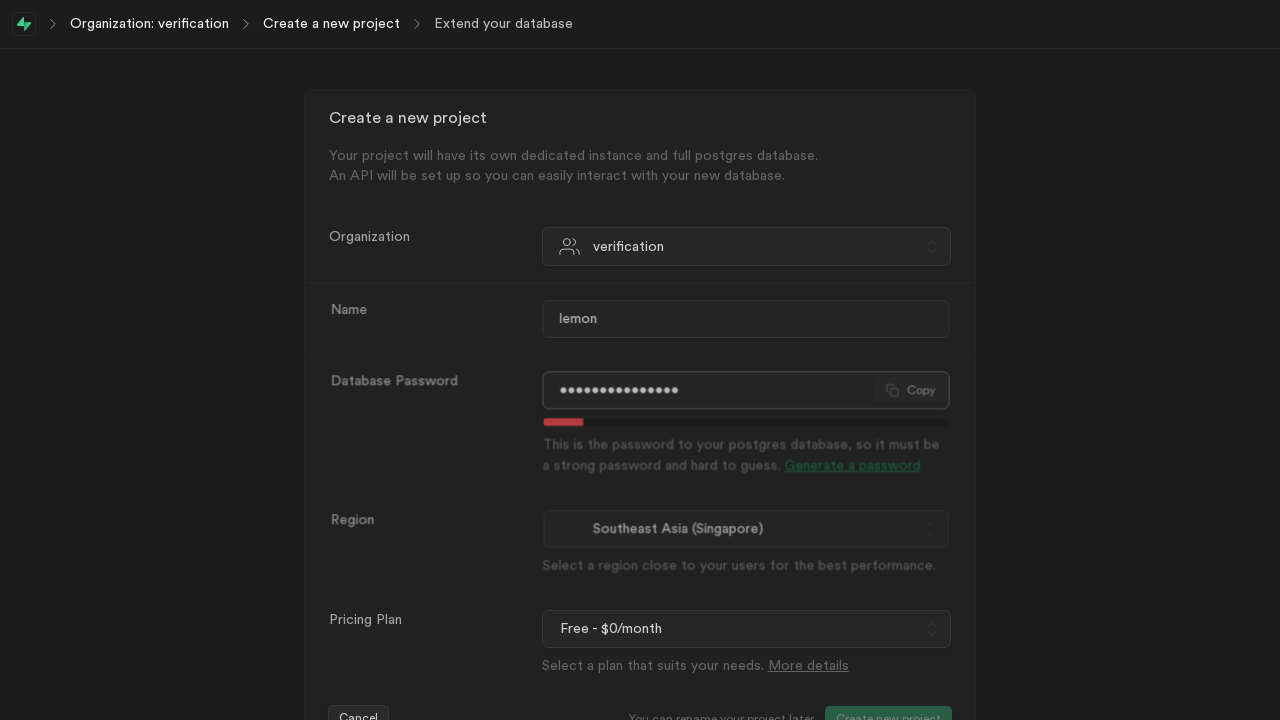 Organization: verification
Create a new project
Extend your database
Create a new project
Your project will have its own dedicated instance and full postgres database.
An API will be set up so you can easily interact with your new database.
Organization
verification
Name
lemon
Database Password
•••••••••••••••
Copy
This is the password to your postgres database, so it must be
a strong password and hard to guess. Generate a password
Region
Southeast Asia (Singapore)
Select a region close to your users for the best performance.
Pricing Plan
Free - $0/month
Select a plan that suits your needs. More details
Cancel
You can rename your project later
Create new project